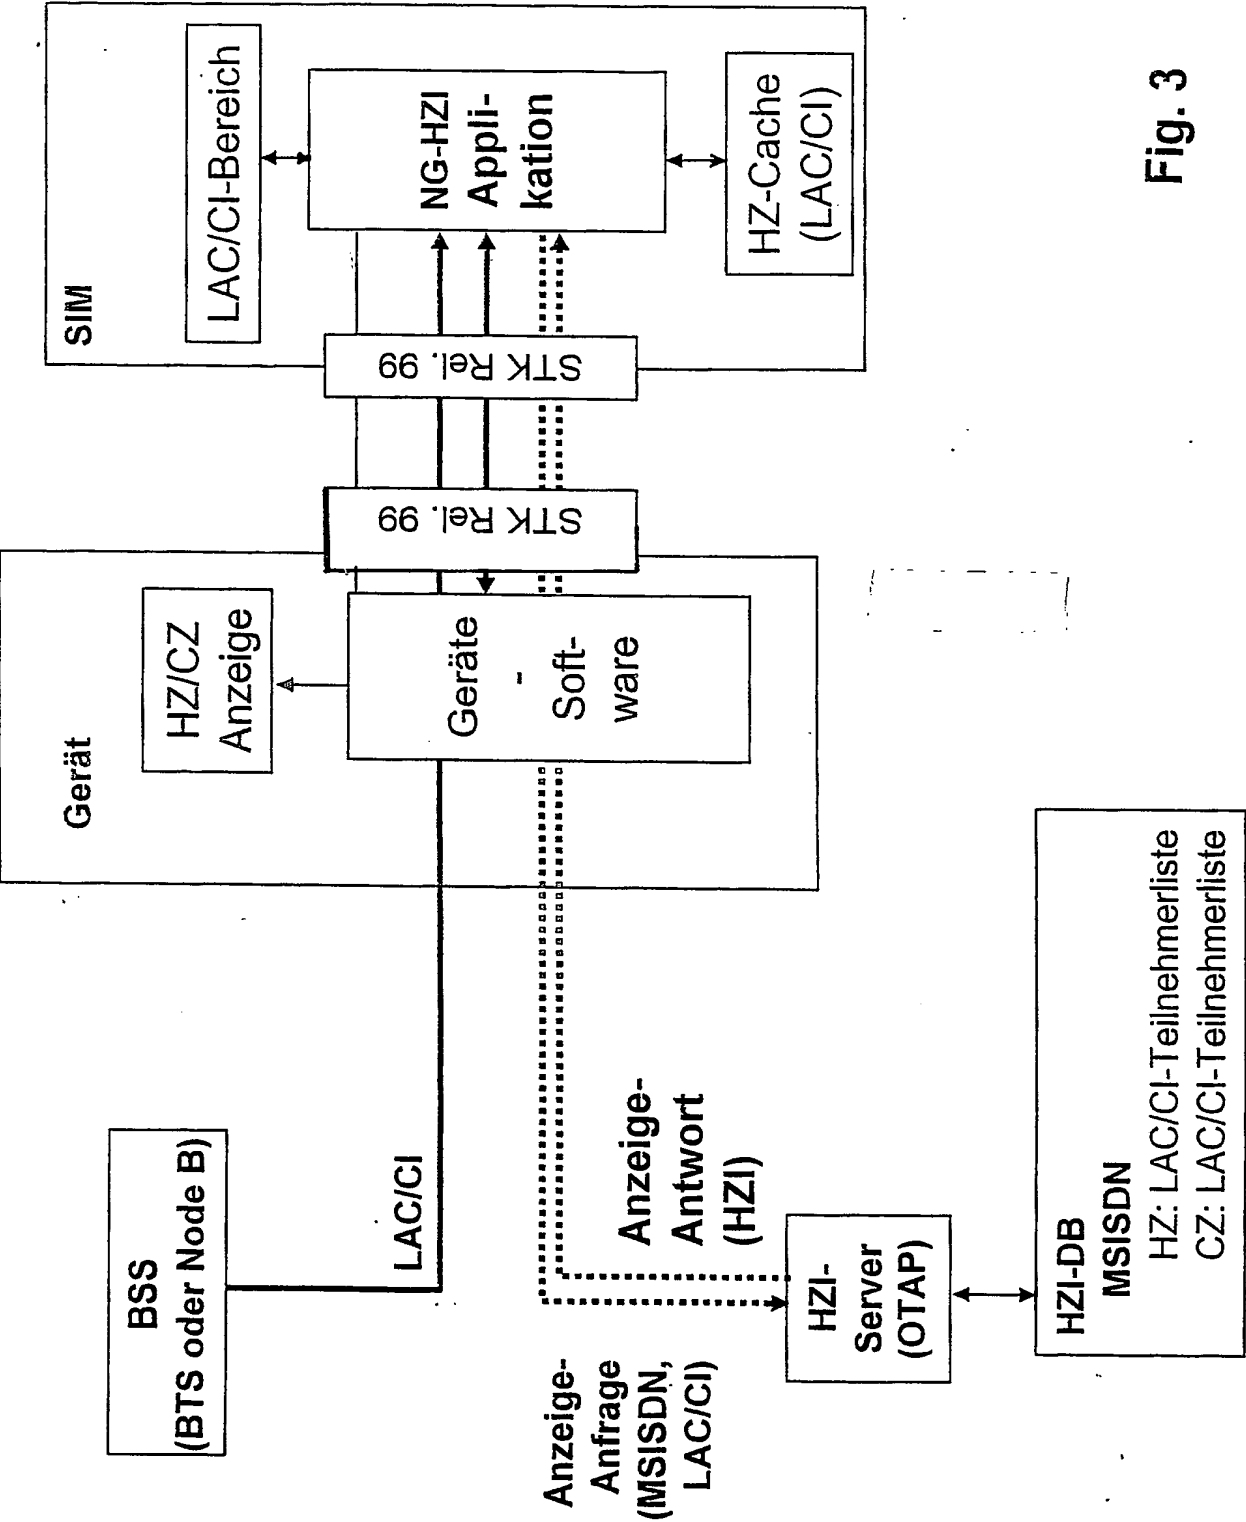 BSS
(BTS oder Node B)
LAC/CI
Gerät
HZ/CZ
Anzeige
Geräte
-
Soft-
ware
STK Rel. 99
STK Rel. 99
SIM
LAC/CI-Bereich
NG-HZI
Appli-
kation
HZ-Cache
(LAC/CI)
Anzeige-
Anfrage
(MSISDN,
LAC/CI)
Anzeige-
Antwort
(HZI)
HZI-
Server
(OTAP)
HZI-DB
MSISDN
HZ: LAC/CI-Teilnehmerliste
CZ: LAC/CI-Teilnehmerliste
Fig. 3